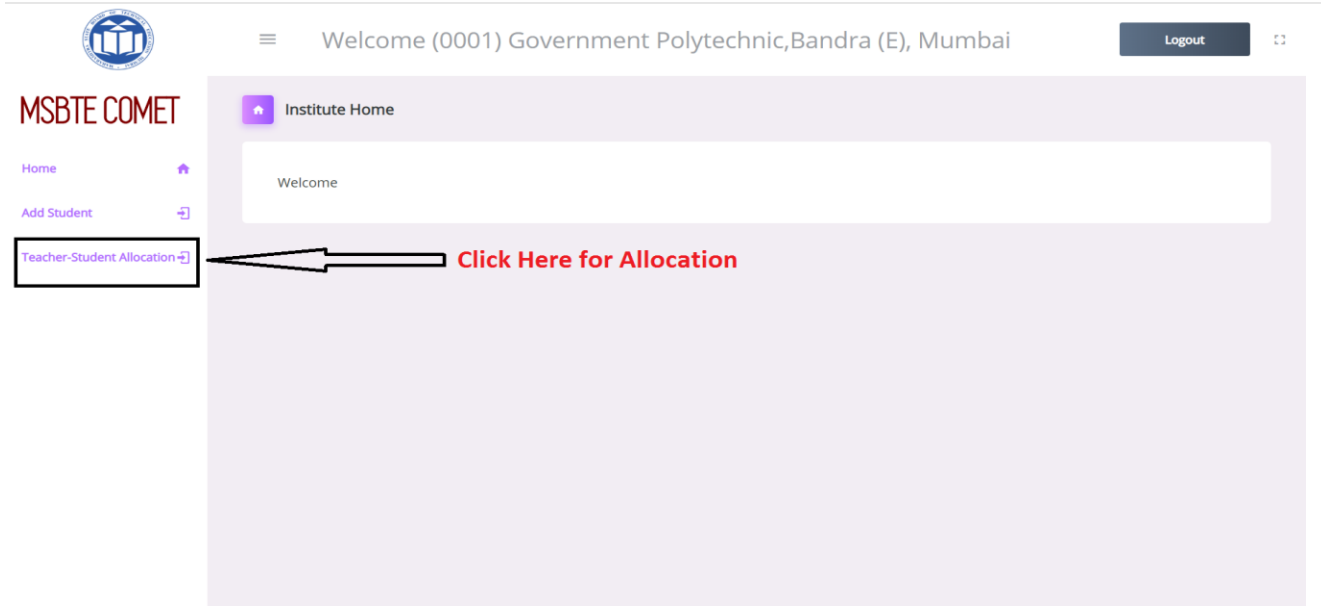 Welcome (0001) Government Polytechnic,Bandra (E), Mumbai
Logout
MSBTE COMET
Home
Add Student
Teacher-Student Allocation
Institute Home
Welcome
Click Here for Allocation